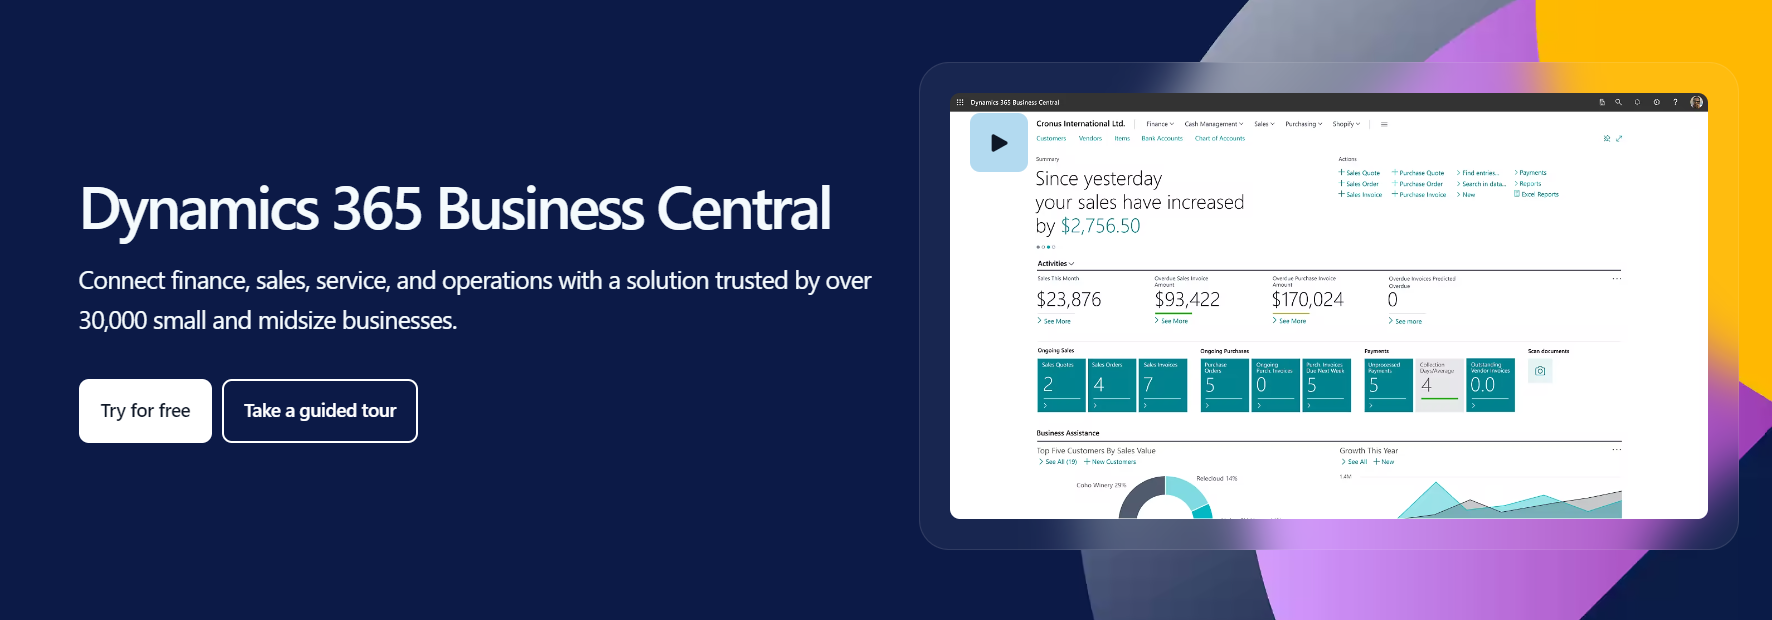 Dynamics 365 Business Central
Connect finance, sales, service, and operations with a solution trusted by over
30,000 small and midsize businesses.
Try for free
Take a guided tour
Dynamics 365 Business Central
Cronus International Ltd.
Finance
Cash Management
Sales
Purchasing
Shopify
Customers
Vendors
Items
Bank Accounts
Chart of Accounts
Summary
Since yesterday
your sales have increased
by $2,756.50
Actions
+ Sales Quote
+ Purchase Quote
> Find entries...
> Payments
+ Sales Order
+ Purchase Order
> Search in data...
> Reports
+ Sales Invoice
+ Purchase Invoice
> New
Excel Reports
Activities
Sales This Month
$23,876
> See More
Overdue Sales Invoice
Amount
$93,422
> See More
Overdue Purchase Invoice
Amount
$170,024
> See More
Overdue Invoices Predicted
Overdue
0
> See more
Ongoing Sales
Sales Quotes
2
Sales Orders
4
Sales Invoices
7
Ongoing Purchases
Purchase
Orders
5
Ongoing
Purch. Invoices
0
Purch. Invoices
Due Next Week
5
Payments
Unprocessed
Payments
5
Collection
Days/Average
4
Outstanding
Vendor Invoices
0.0
Scan documents
Business Assistance
Top Five Customers By Sales Value
> See All (19)
+ New Customers
Coho Winery 29%
Relecloud 14%
Growth This Year
> See All
+ New
1.4M